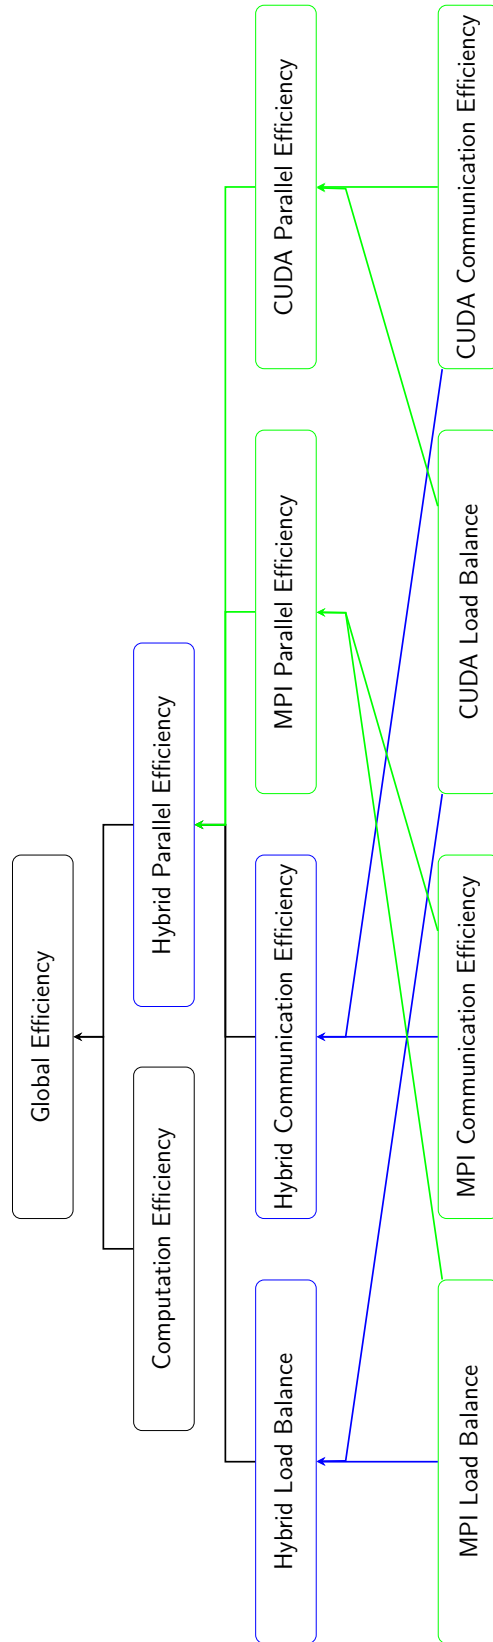 Global Efficiency
Computation Efficiency
Hybrid Parallel Efficiency
Hybrid Load Balance
Hybrid Communication Efficiency
MPI Parallel Efficiency
CUDA Parallel Efficiency
MPI Load Balance
MPI Communication Efficiency
CUDA Load Balance
CUDA Communication Efficiency